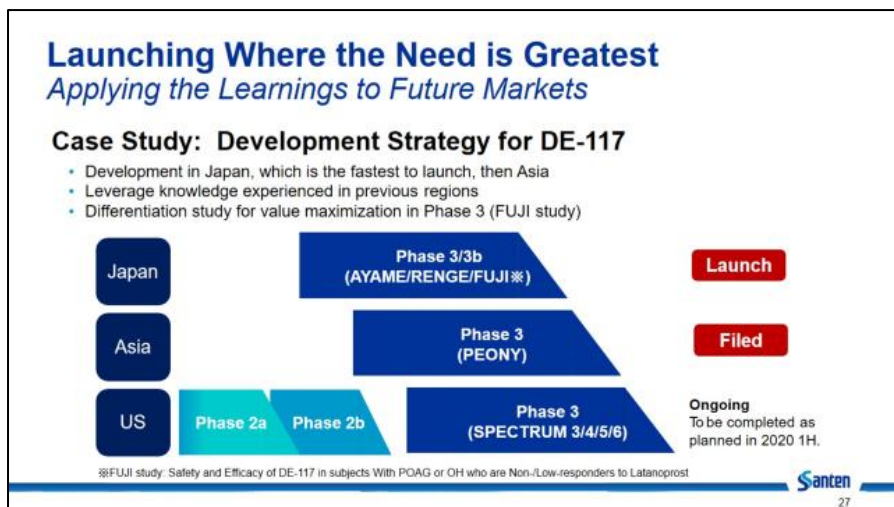 Launching Where the Need is Greatest
Applying the Learnings to Future Markets
Case Study: Development Strategy for DE-117
• Development in Japan, which is the fastest to launch, then Asia
• Leverage knowledge experienced in previous regions
• Differentiation study for value maximization in Phase 3 (FUJI study)
Japan
Phase 3/3b
(AYAME/RENGE/FUJI※)
Launch
Asia
Phase 3
(PEONY)
Filed
US
Phase 2a
Phase 2b
Phase 3
(SPECTRUM 3/4/5/6)
Ongoing
To be completed as
planned in 2020 1H.
※FUJI study: Safety and Efficacy of DE-117 in subjects With POAG or OH who are Non-/Low-responders to Latanoprost
Santen
27